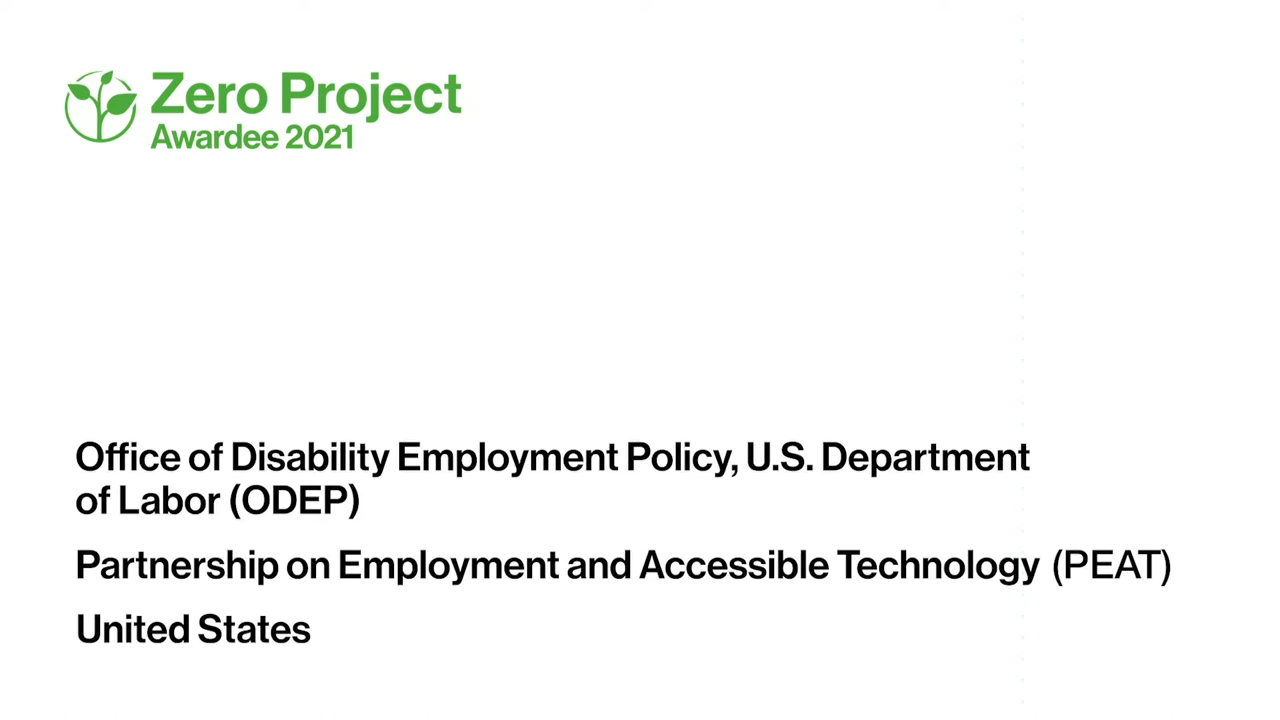 Zero Project
Awardee 2021
Office of Disability Employment Policy, U.S. Department
of Labor (ODEP)
Partnership on Employment and Accessible Technology (PEAT)
United States